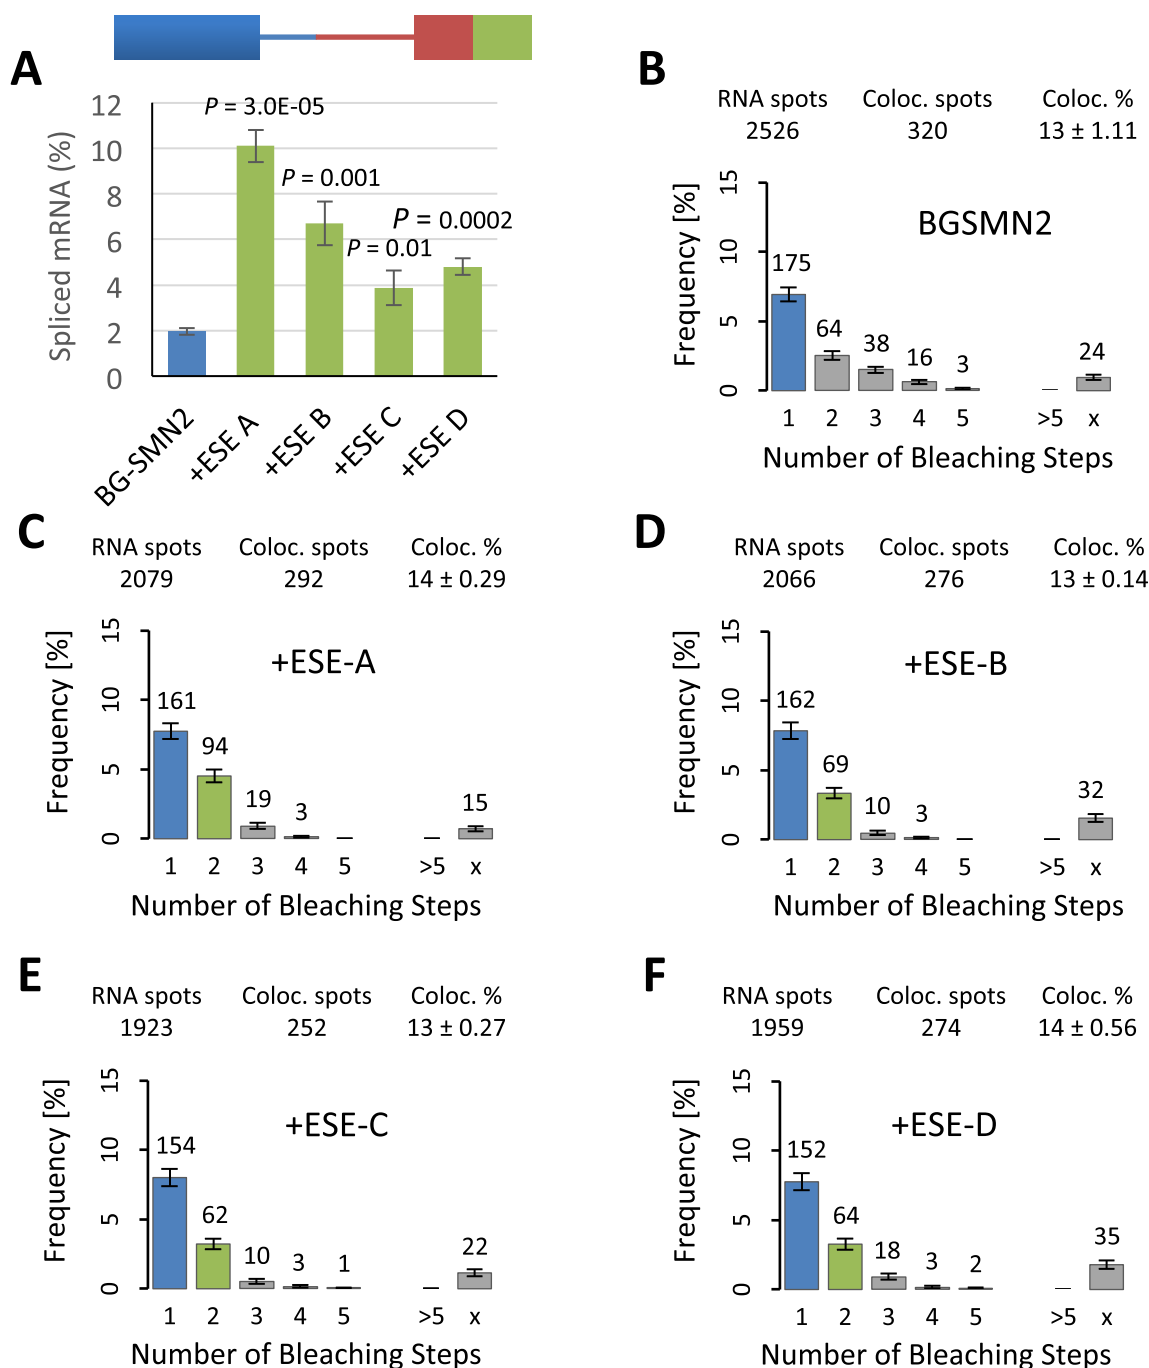 A
Spliced mRNA (%)
12
10
8
6
4
2
0
P = 3.0E-05
P = 0.001
P = 0.0002
P = 0.01
BG-SMN2
+ESE A
+ESE B
+ESE C
+ESE D
B
RNA spots Coloc. spots Coloc. %
2526 320 13 ± 1.11
BGSMN2
Frequency [%]
15
10
5
0
175
64
38
16
3
24
1 2 3 4 5 >5 x
Number of Bleaching Steps
C
RNA spots Coloc. spots Coloc. %
2079 292 14 ± 0.29
+ESE-A
Frequency [%]
15
10
5
0
161
94
19
3
15
1 2 3 4 5 >5 x
Number of Bleaching Steps
D
RNA spots Coloc. spots Coloc. %
2066 276 13 ± 0.14
+ESE-B
Frequency [%]
15
10
5
0
162
69
10
3
32
1 2 3 4 5 >5 x
Number of Bleaching Steps
E
RNA spots Coloc. spots Coloc. %
1923 252 13 ± 0.27
+ESE-C
Frequency [%]
15
10
5
0
154
62
10
3
1
22
1 2 3 4 5 >5 x
Number of Bleaching Steps
F
RNA spots Coloc. spots Coloc. %
1959 274 14 ± 0.56
+ESE-D
Frequency [%]
15
10
5
0
152
64
18
3
2
35
1 2 3 4 5 >5 x
Number of Bleaching Steps